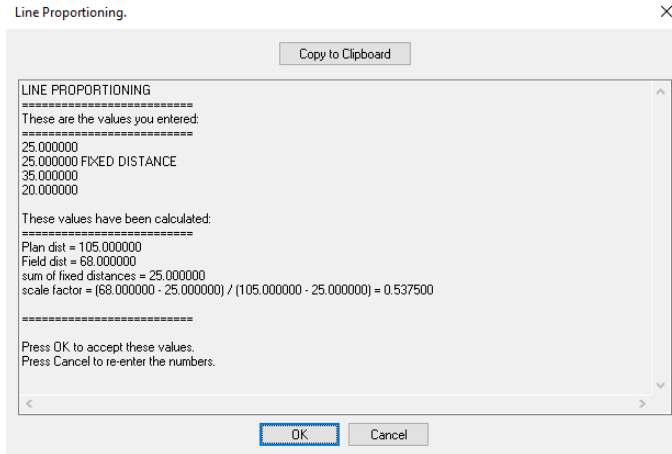 Line Proportioning.
Copy to Clipboard
LINE PROPORTIONING
==========================
These are the values you entered:
==========================
25.000000
25.000000 FIXED DISTANCE
35.000000
20.000000
These values have been calculated:
==========================
Plan dist = 105.000000
Field dist = 68.000000
sum of fixed distances = 25.000000
scale factor = (68.000000 - 25.000000) / (105.000000 - 25.000000) = 0.537500
==========================
Press OK to accept these values.
Press Cancel to re-enter the numbers.
OK Cancel